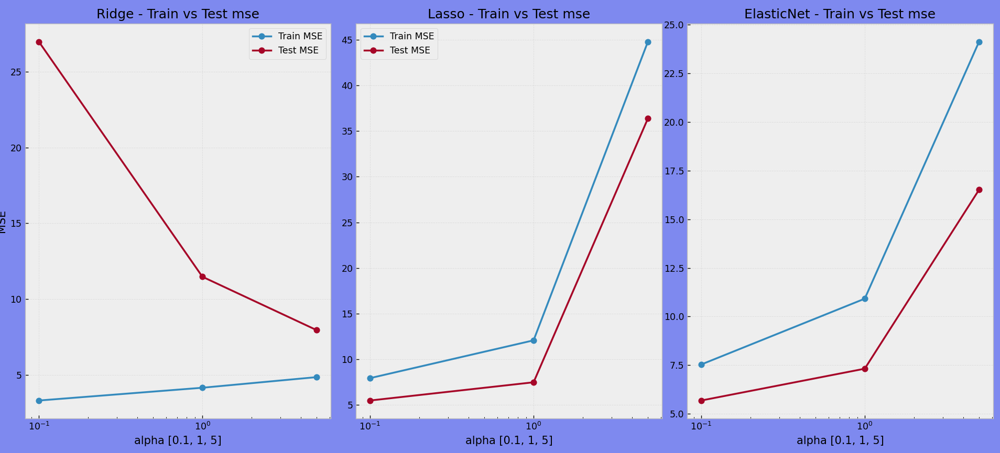 Ridge - Train vs Test mse
Train MSE
Test MSE
25
20
15
10
5
MSE
10⁻¹
10⁰
alpha [0.1, 1, 5]
Lasso - Train vs Test mse
Train MSE
Test MSE
45
40
35
30
25
20
15
10
5
10⁻¹
10⁰
alpha [0.1, 1, 5]
ElasticNet - Train vs Test mse
25.0
22.5
20.0
17.5
15.0
12.5
10.0
7.5
5.0
10⁻¹
10⁰
alpha [0.1, 1, 5]